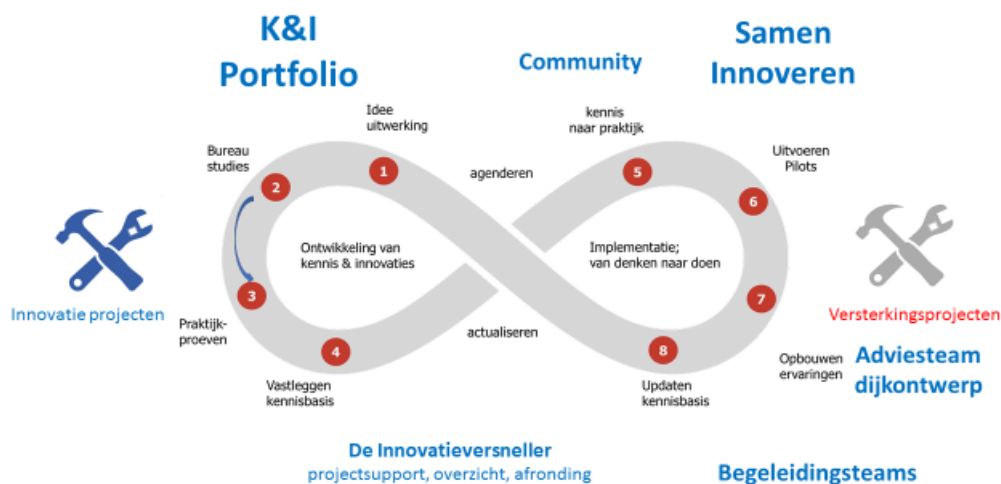 K&I
Portfolio
Samen
Innoveren
Community
Idee
uitwerking
kennis
naar praktijk
Bureau
studies
Uitvoeren
Pilots
1
agenderen
5
2
6
Ontwikkeling van
kennis & innovaties
Implementatie;
van denken naar doen
3
7
Innovatie projecten
Versterkingsprojecten
Praktijk-
proeven
actualiseren
4
8
Opbouwen
ervaringen
Adviesteam
dijkontwerp
Vastleggen
kennisbasis
Updaten
kennisbasis
De Innovatieversneller
projectsupport, overzicht, afronding
Begeleidingsteams